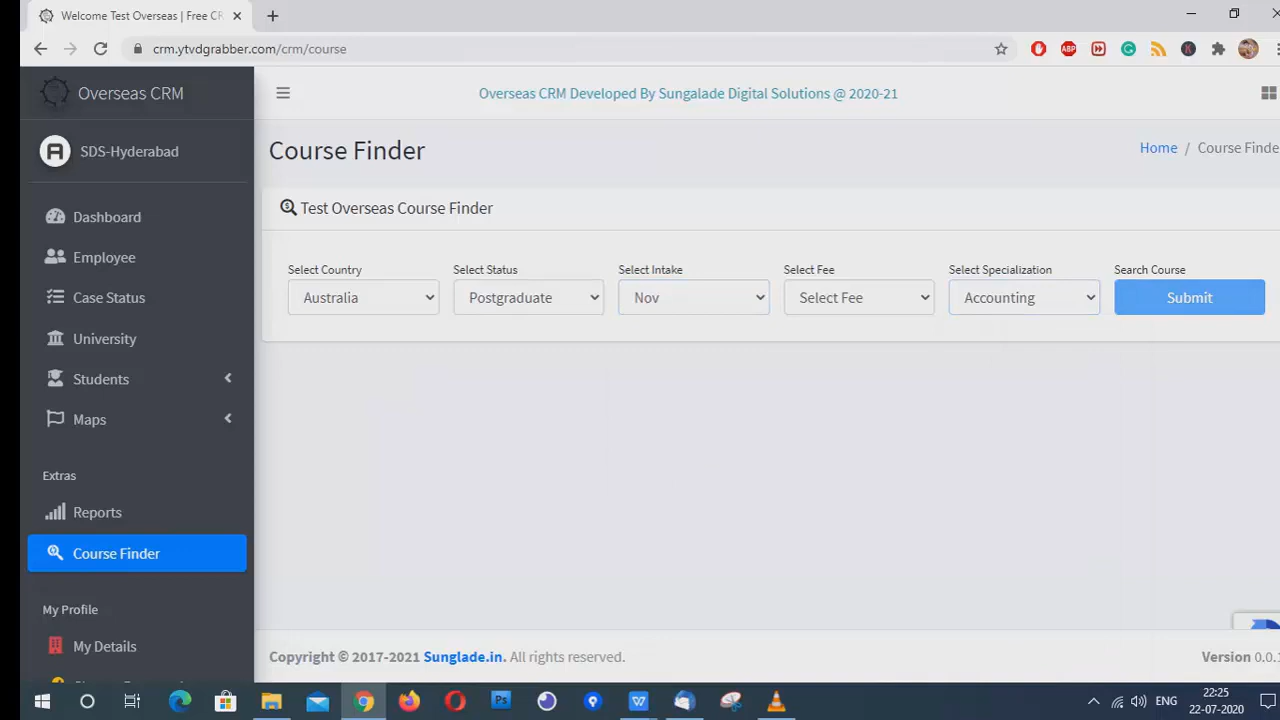 Welcome Test Overseas | Free CR
crm.ytvdgrabber.com/crm/course
ABP
K
Overseas CRM
Overseas CRM Developed By Sungalade Digital Solutions @ 2020-21
SDS-Hyderabad
Course Finder
Home / Course Finde
Test Overseas Course Finder
Dashboard
Employee
Case Status
University
Students
Maps
Extras
Reports
Course Finder
My Profile
My Details
Select Country
Select Status
Select Intake
Select Fee
Select Specialization
Search Course
Australia
Postgraduate
Nov
Select Fee
Accounting
Submit
Copyright © 2017-2021 Sunglade.in. All rights reserved.
Version 0.0.
Ps
W
ENG
22:25
22-07-2020